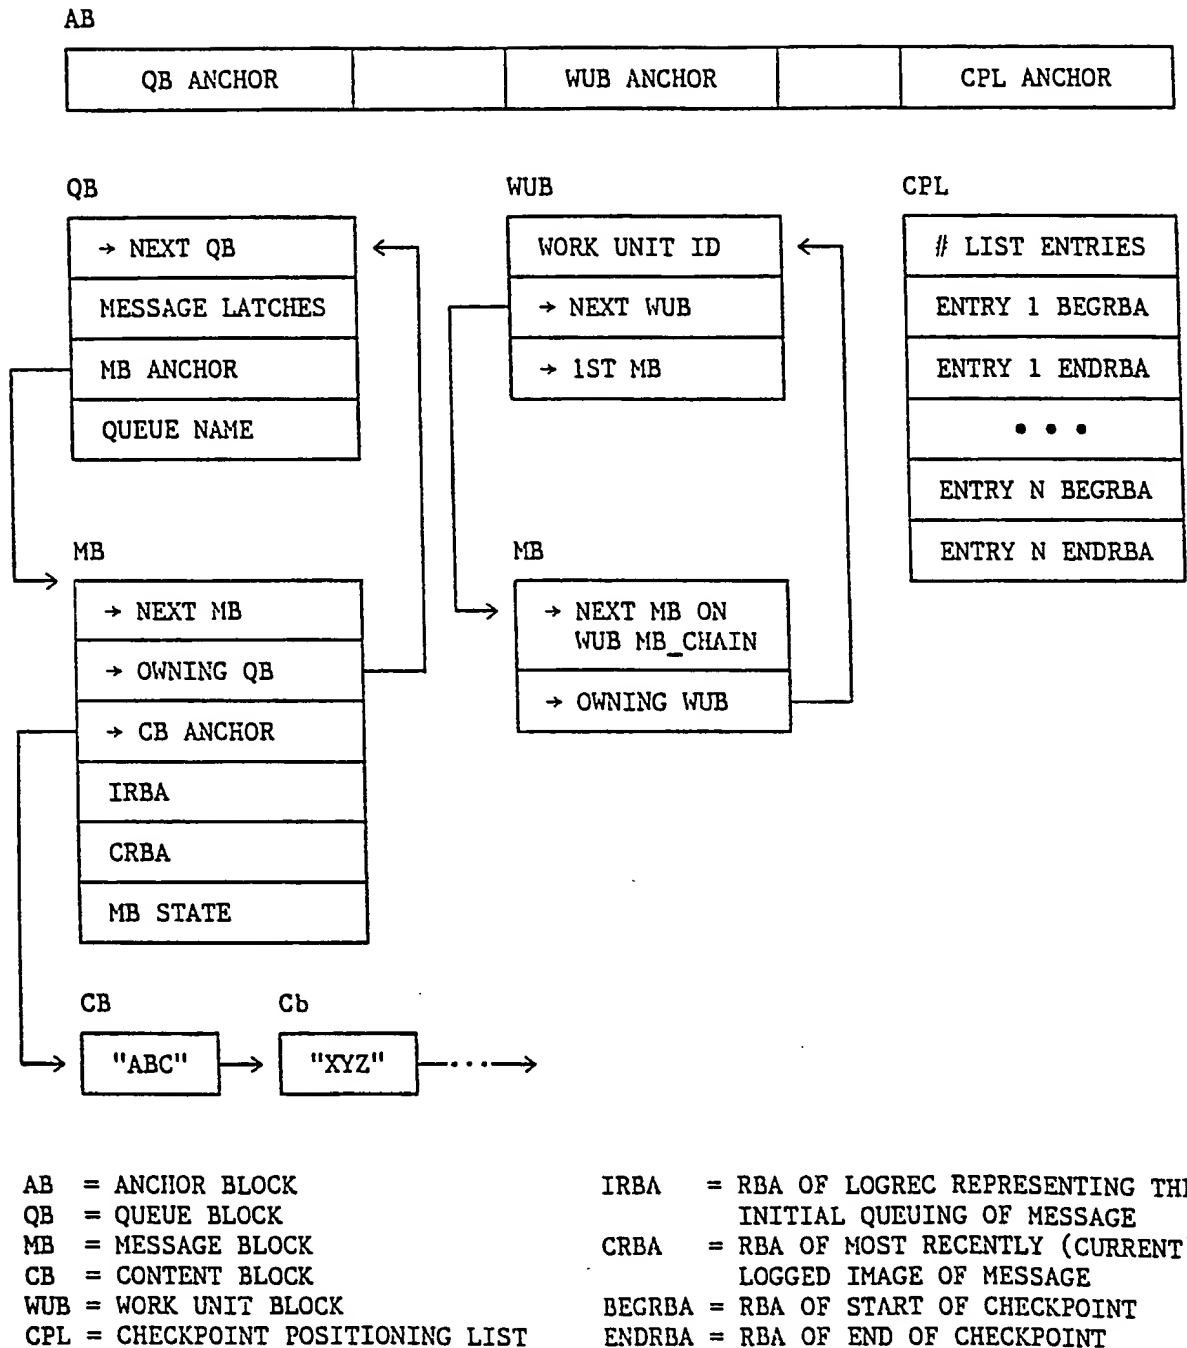 AB
QB ANCHOR WUB ANCHOR CPL ANCHOR
QB
→ NEXT QB
MESSAGE LATCHES
MB ANCHOR
QUEUE NAME
WUB
WORK UNIT ID
→ NEXT WUB
→ 1ST MB
CPL
# LIST ENTRIES
ENTRY 1 BEGRBA
ENTRY 1 ENDRBA
• • •
ENTRY N BEGRBA
ENTRY N ENDRBA
MB
→ NEXT MB
→ OWNING QB
→ CB ANCHOR
IRBA
CRBA
MB STATE
MB
→ NEXT MB ON
WUB MB_CHAIN
→ OWNING WUB
CB
"ABC"
Cb
"XYZ"
AB = ANCHOR BLOCK
QB = QUEUE BLOCK
MB = MESSAGE BLOCK
CB = CONTENT BLOCK
WUB = WORK UNIT BLOCK
CPL = CHECKPOINT POSITIONING LIST
IRBA = RBA OF LOGREC REPRESENTING TH
INITIAL QUEUING OF MESSAGE
CRBA = RBA OF MOST RECENTLY (CURRENT
LOGGED IMAGE OF MESSAGE
BEGRBA = RBA OF START OF CHECKPOINT
ENDRBA = RBA OF END OF CHECKPOINT